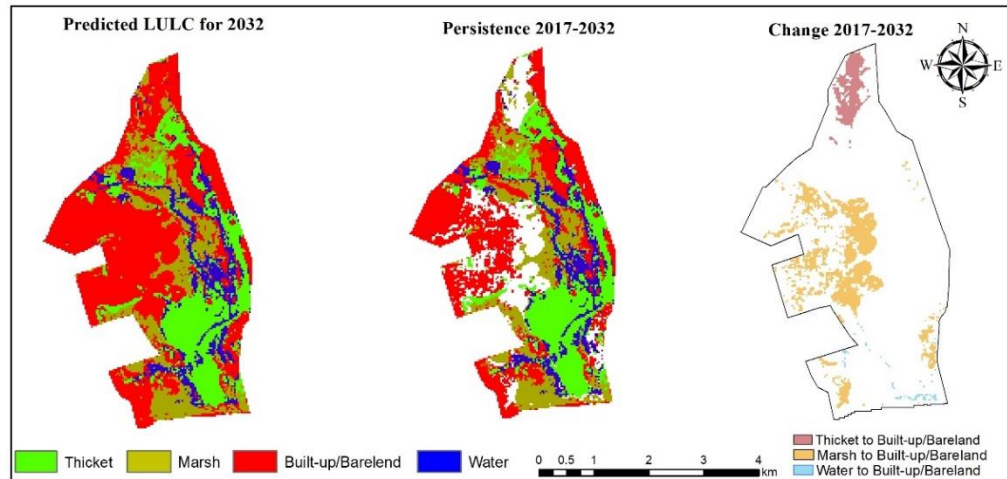 Predicted LULC for 2032
Persistence 2017-2032
Change 2017-2032
N
W
E
S
Thicket
Marsh
Built-up/Barelend
Water
0 0.5 1 2 3 4
km
Thicket to Built-up/Bareland
Marsh to Built-up/Bareland
Water to Built-up/Bareland